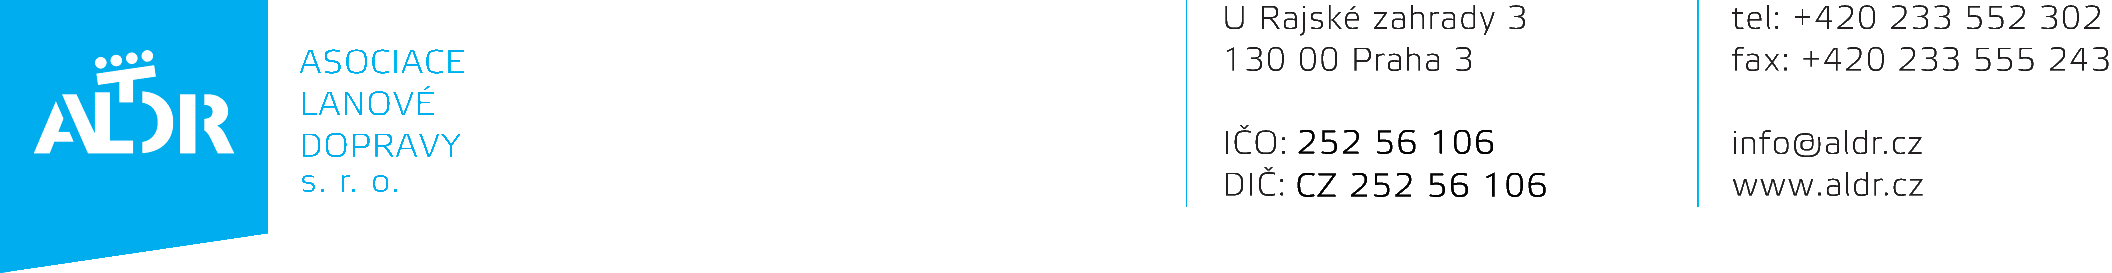 ALDR
ASOCIACE
LANOVÉ
DOPRAVY
s. r. o.
U Rajské zahrady 3
130 00 Praha 3
IČO: 252 56 106
DIČ: CZ 252 56 106
tel: +420 233 552 302
fax: +420 233 555 243
info@aldr.cz
www.aldr.cz